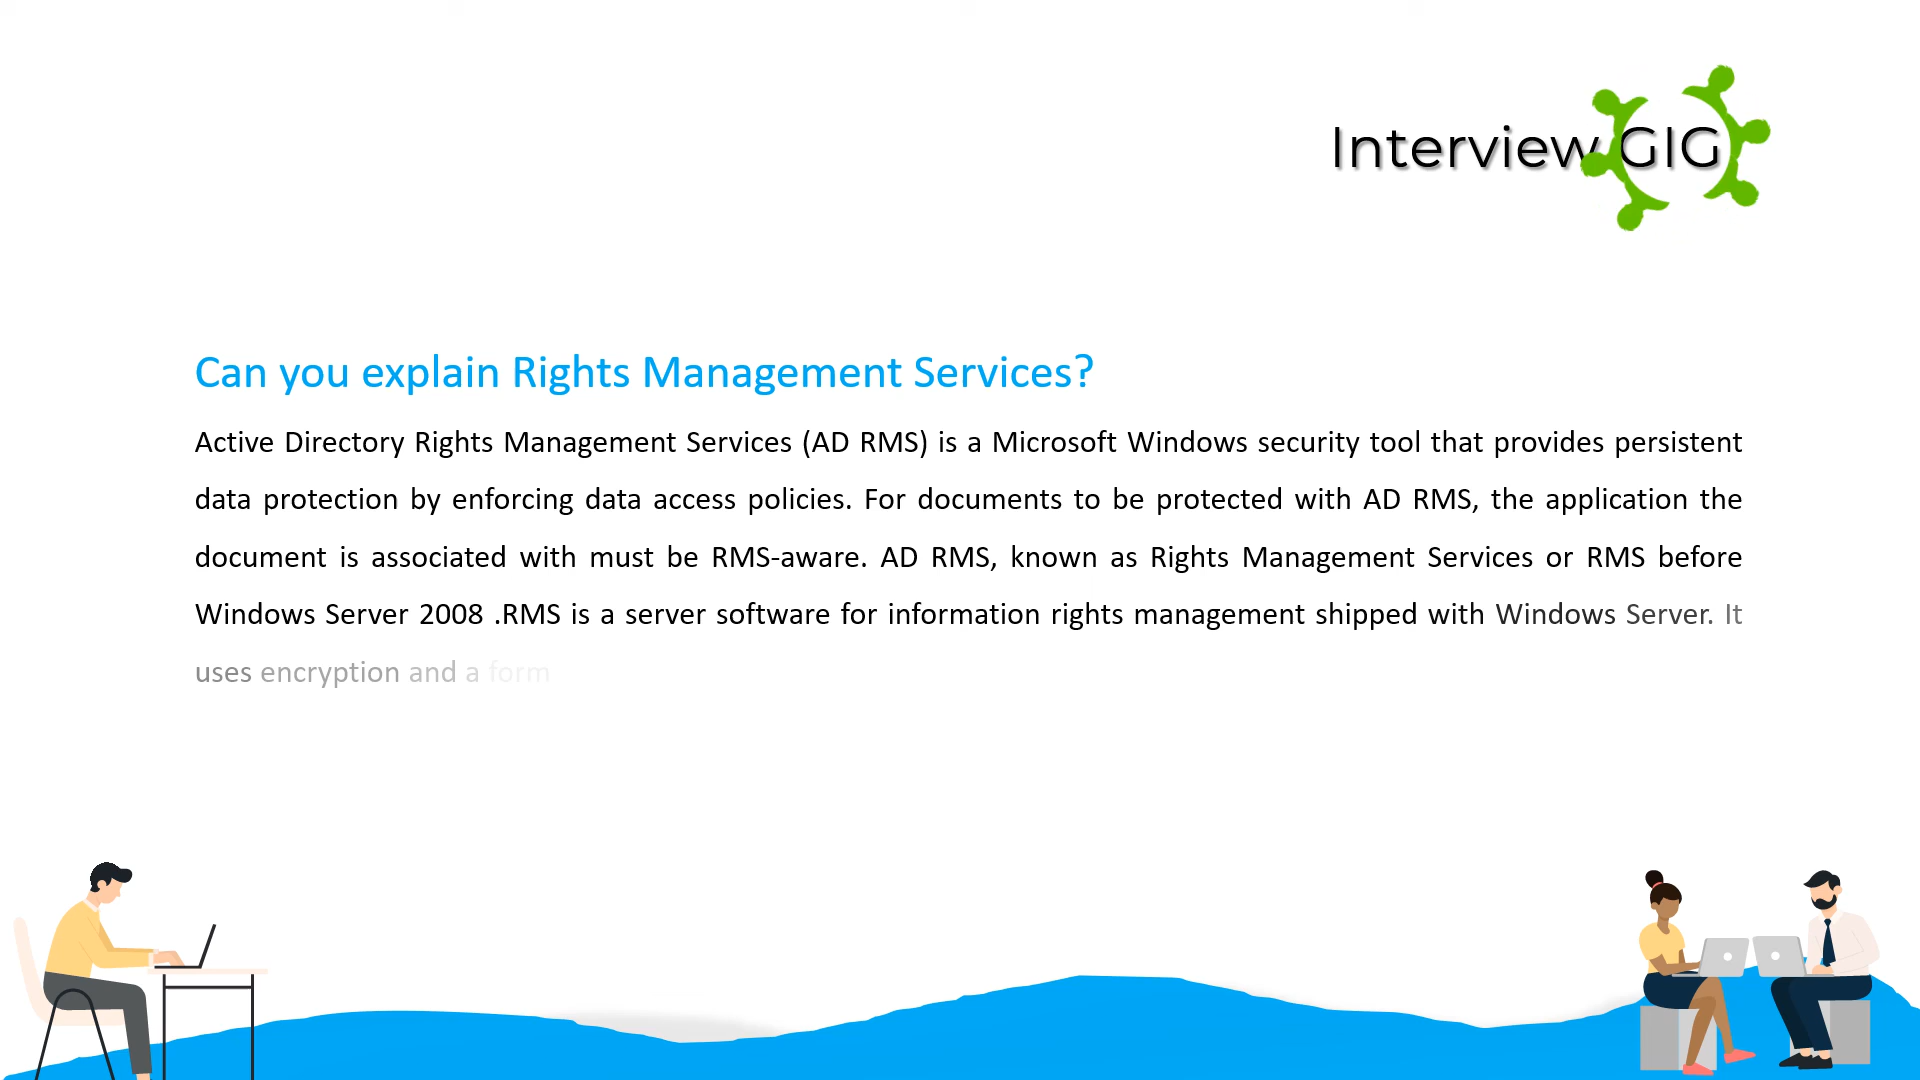 Interview GIG
Can you explain Rights Management Services?
Active Directory Rights Management Services (AD RMS) is a Microsoft Windows security tool that provides persistent
data protection by enforcing data access policies. For documents to be protected with AD RMS, the application the
document is associated with must be RMS-aware. AD RMS, known as Rights Management Services or RMS before
Windows Server 2008 .RMS is a server software for information rights management shipped with Windows Server. It
uses encryption and a form